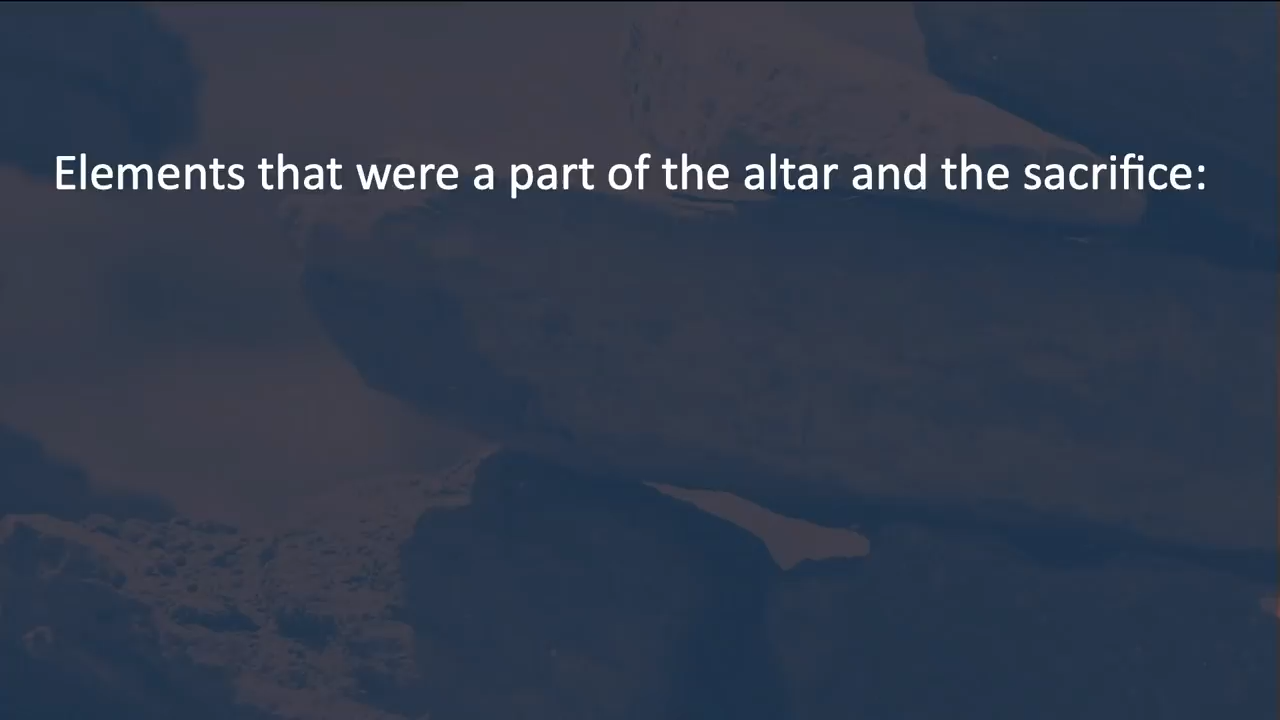 Elements that were a part of the altar and the sacrifice: